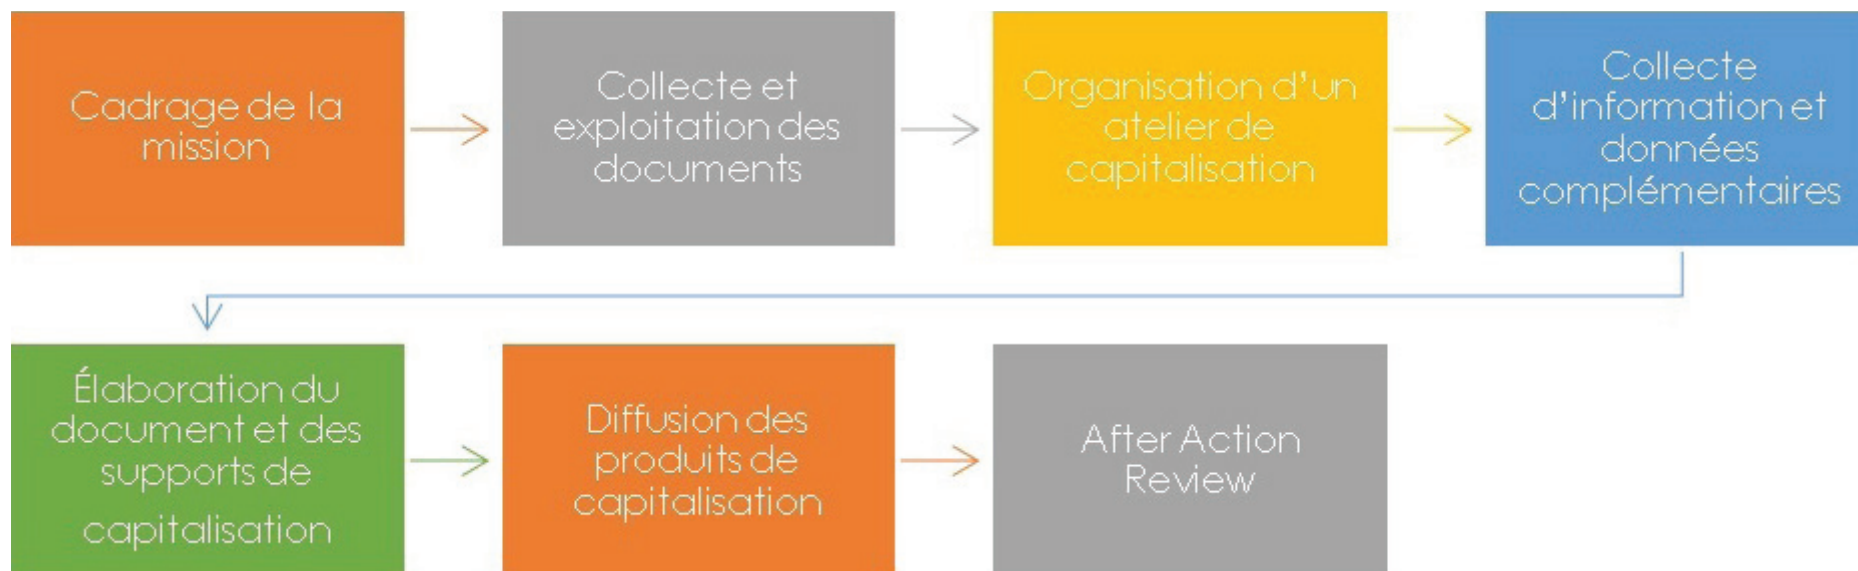 Cadrage de la
mission
Collecte et
exploitation des
documents
Organisation d'un
atelier de
capitalisation
Collecte
d'information et
données
complémentaires
Élaboration du
document et des
supports de
capitalisation
Diffusion des
produits de
capitalisation
After Action
Review